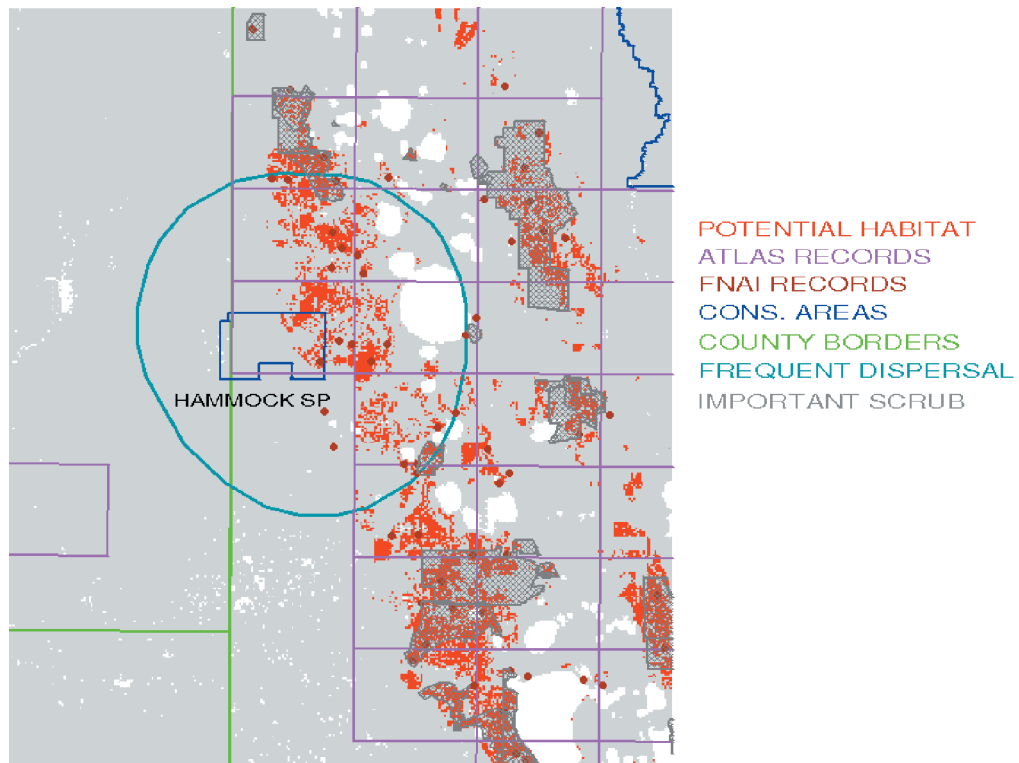 POTENTIAL HABITAT
ATLAS RECORDS
FNAI RECORDS
CONS. AREAS
COUNTY BORDERS
FREQUENT DISPERSAL
HAMMOCK SP
IMPORTANT SCRUB